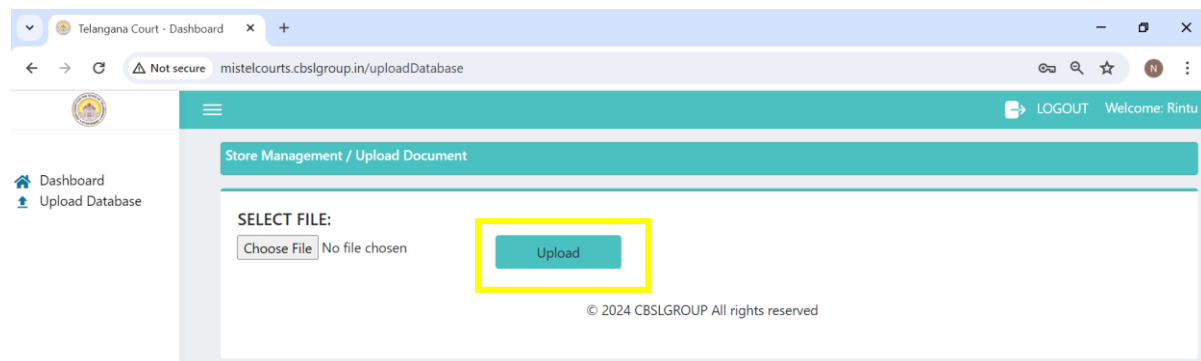 Telangana Court - Dashboard
Not secure mistelcourts.cbslgroup.in/uploadDatabase
N
LOGOUT Welcome: Rintu
Store Management / Upload Document
Dashboard
Upload Database
SELECT FILE:
Choose File No file chosen
Upload
© 2024 CBSLGROUP All rights reserved